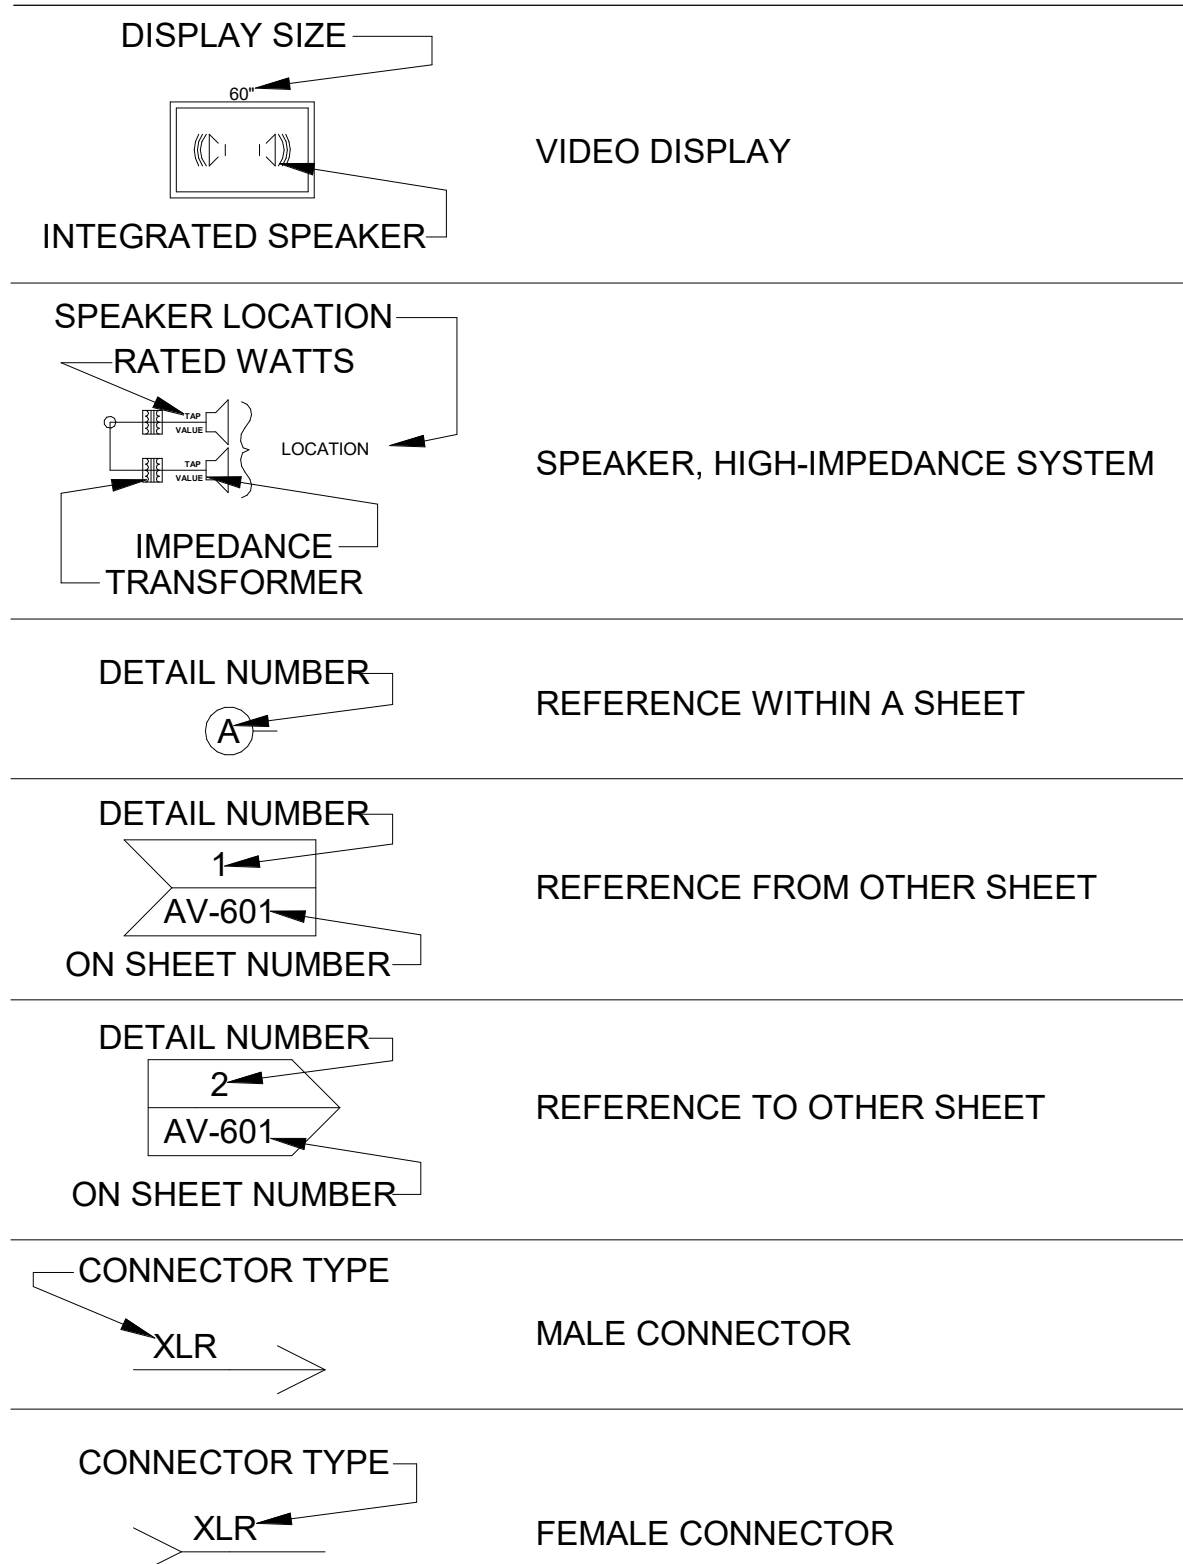 DISPLAY SIZE
60"
VIDEO DISPLAY
INTEGRATED SPEAKER
SPEAKER LOCATION
RATED WATTS
TAP
VALUE
LOCATION
TAP
VALUE
SPEAKER, HIGH-IMPEDANCE SYSTEM
IMPEDANCE
TRANSFORMER
DETAIL NUMBER
A
REFERENCE WITHIN A SHEET
DETAIL NUMBER
1
AV-601
REFERENCE FROM OTHER SHEET
ON SHEET NUMBER
DETAIL NUMBER
2
AV-601
REFERENCE TO OTHER SHEET
ON SHEET NUMBER
CONNECTOR TYPE
XLR
MALE CONNECTOR
CONNECTOR TYPE
XLR
FEMALE CONNECTOR